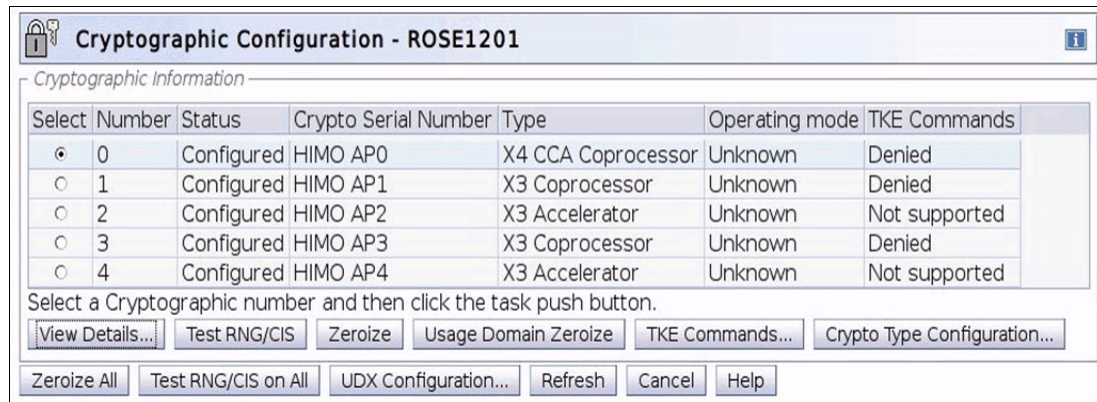 Cryptographic Configuration - ROSE1201
i
Cryptographic Information
Select Number Status Crypto Serial Number Type Operating mode TKE Commands
0 Configured HIMO AP0 X4 CCA Coprocessor Unknown Denied
1 Configured HIMO AP1 X3 Coprocessor Unknown Denied
2 Configured HIMO AP2 X3 Accelerator Unknown Not supported
3 Configured HIMO AP3 X3 Coprocessor Unknown Denied
4 Configured HIMO AP4 X3 Accelerator Unknown Not supported
Select a Cryptographic number and then click the task push button.
View Details... Test RNG/CIS Zeroize Usage Domain Zeroize TKE Commands... Crypto Type Configuration...
Zeroize All Test RNG/CIS on All UDX Configuration... Refresh Cancel Help